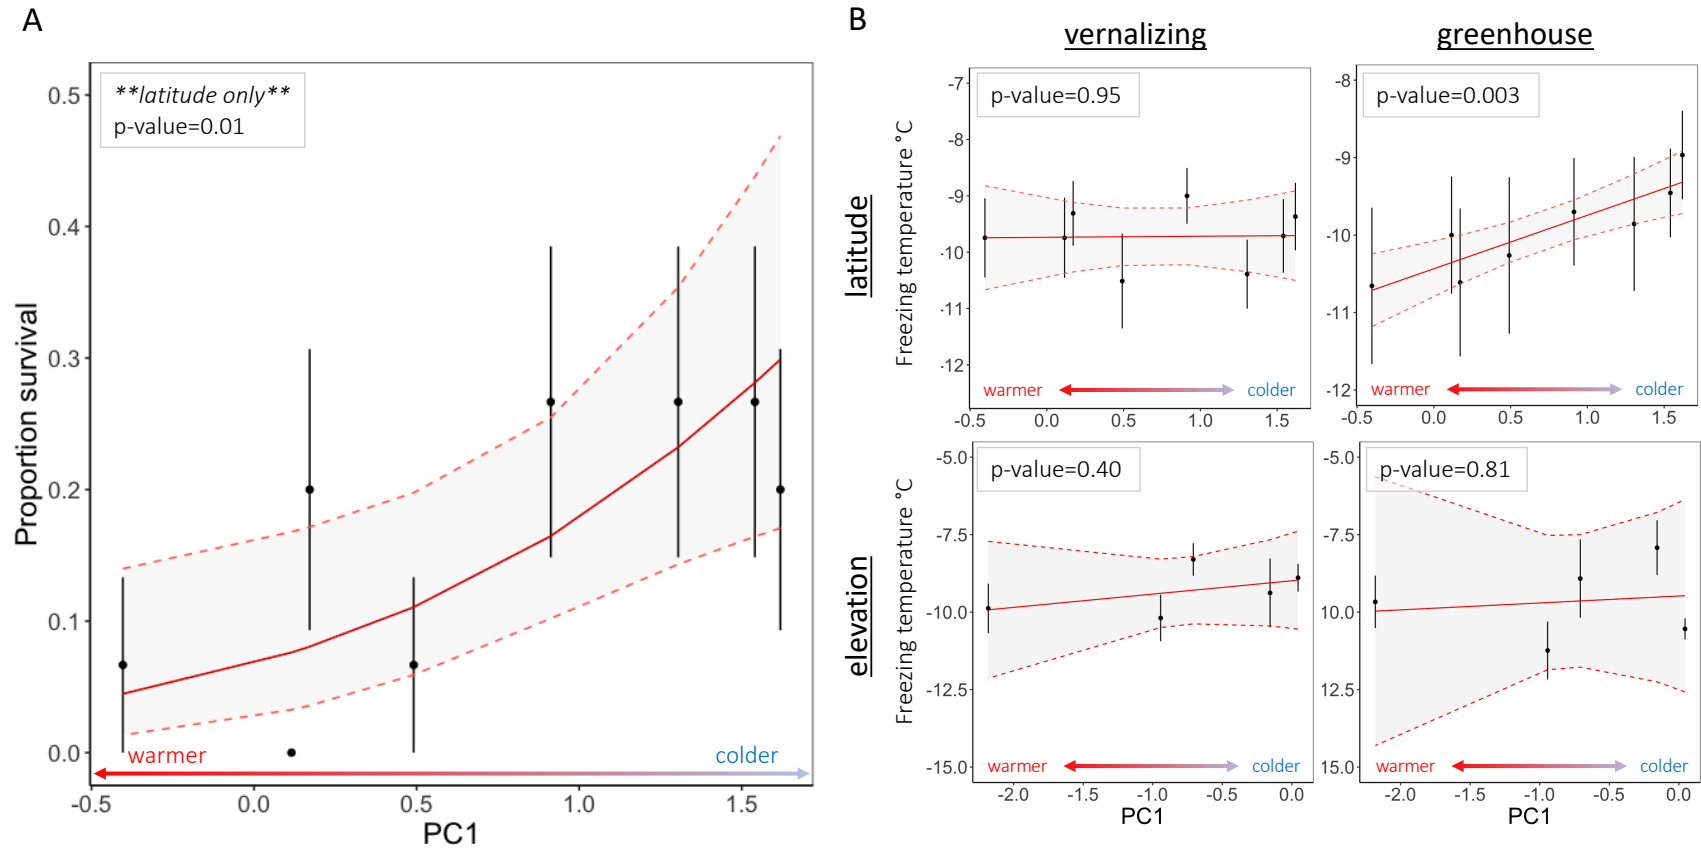 A
**latitude only**
p-value=0.01
0.5
0.4
0.3
0.2
0.1
0.0
Proportion survival
warmer
colder
-0.5
0.0
0.5
1.0
1.5
PC1
B
vernalizing
greenhouse
latitude
Freezing temperature °C
p-value=0.95
-7
-8
-9
-10
-11
-12
warmer
colder
-0.5
0.0
0.5
1.0
1.5
p-value=0.003
-8
-9
-10
-11
-12
warmer
colder
-0.5
0.0
0.5
1.0
1.5
elevation
Freezing temperature °C
p-value=0.40
-5.0
-7.5
-10.0
-12.5
-15.0
warmer
colder
-2.0
-1.5
-1.0
-0.5
0.0
PC1
p-value=0.81
-5.0
-7.5
10.0
12.5
15.0
warmer
colder
-2.0
-1.5
-1.0
-0.5
0.0
PC1